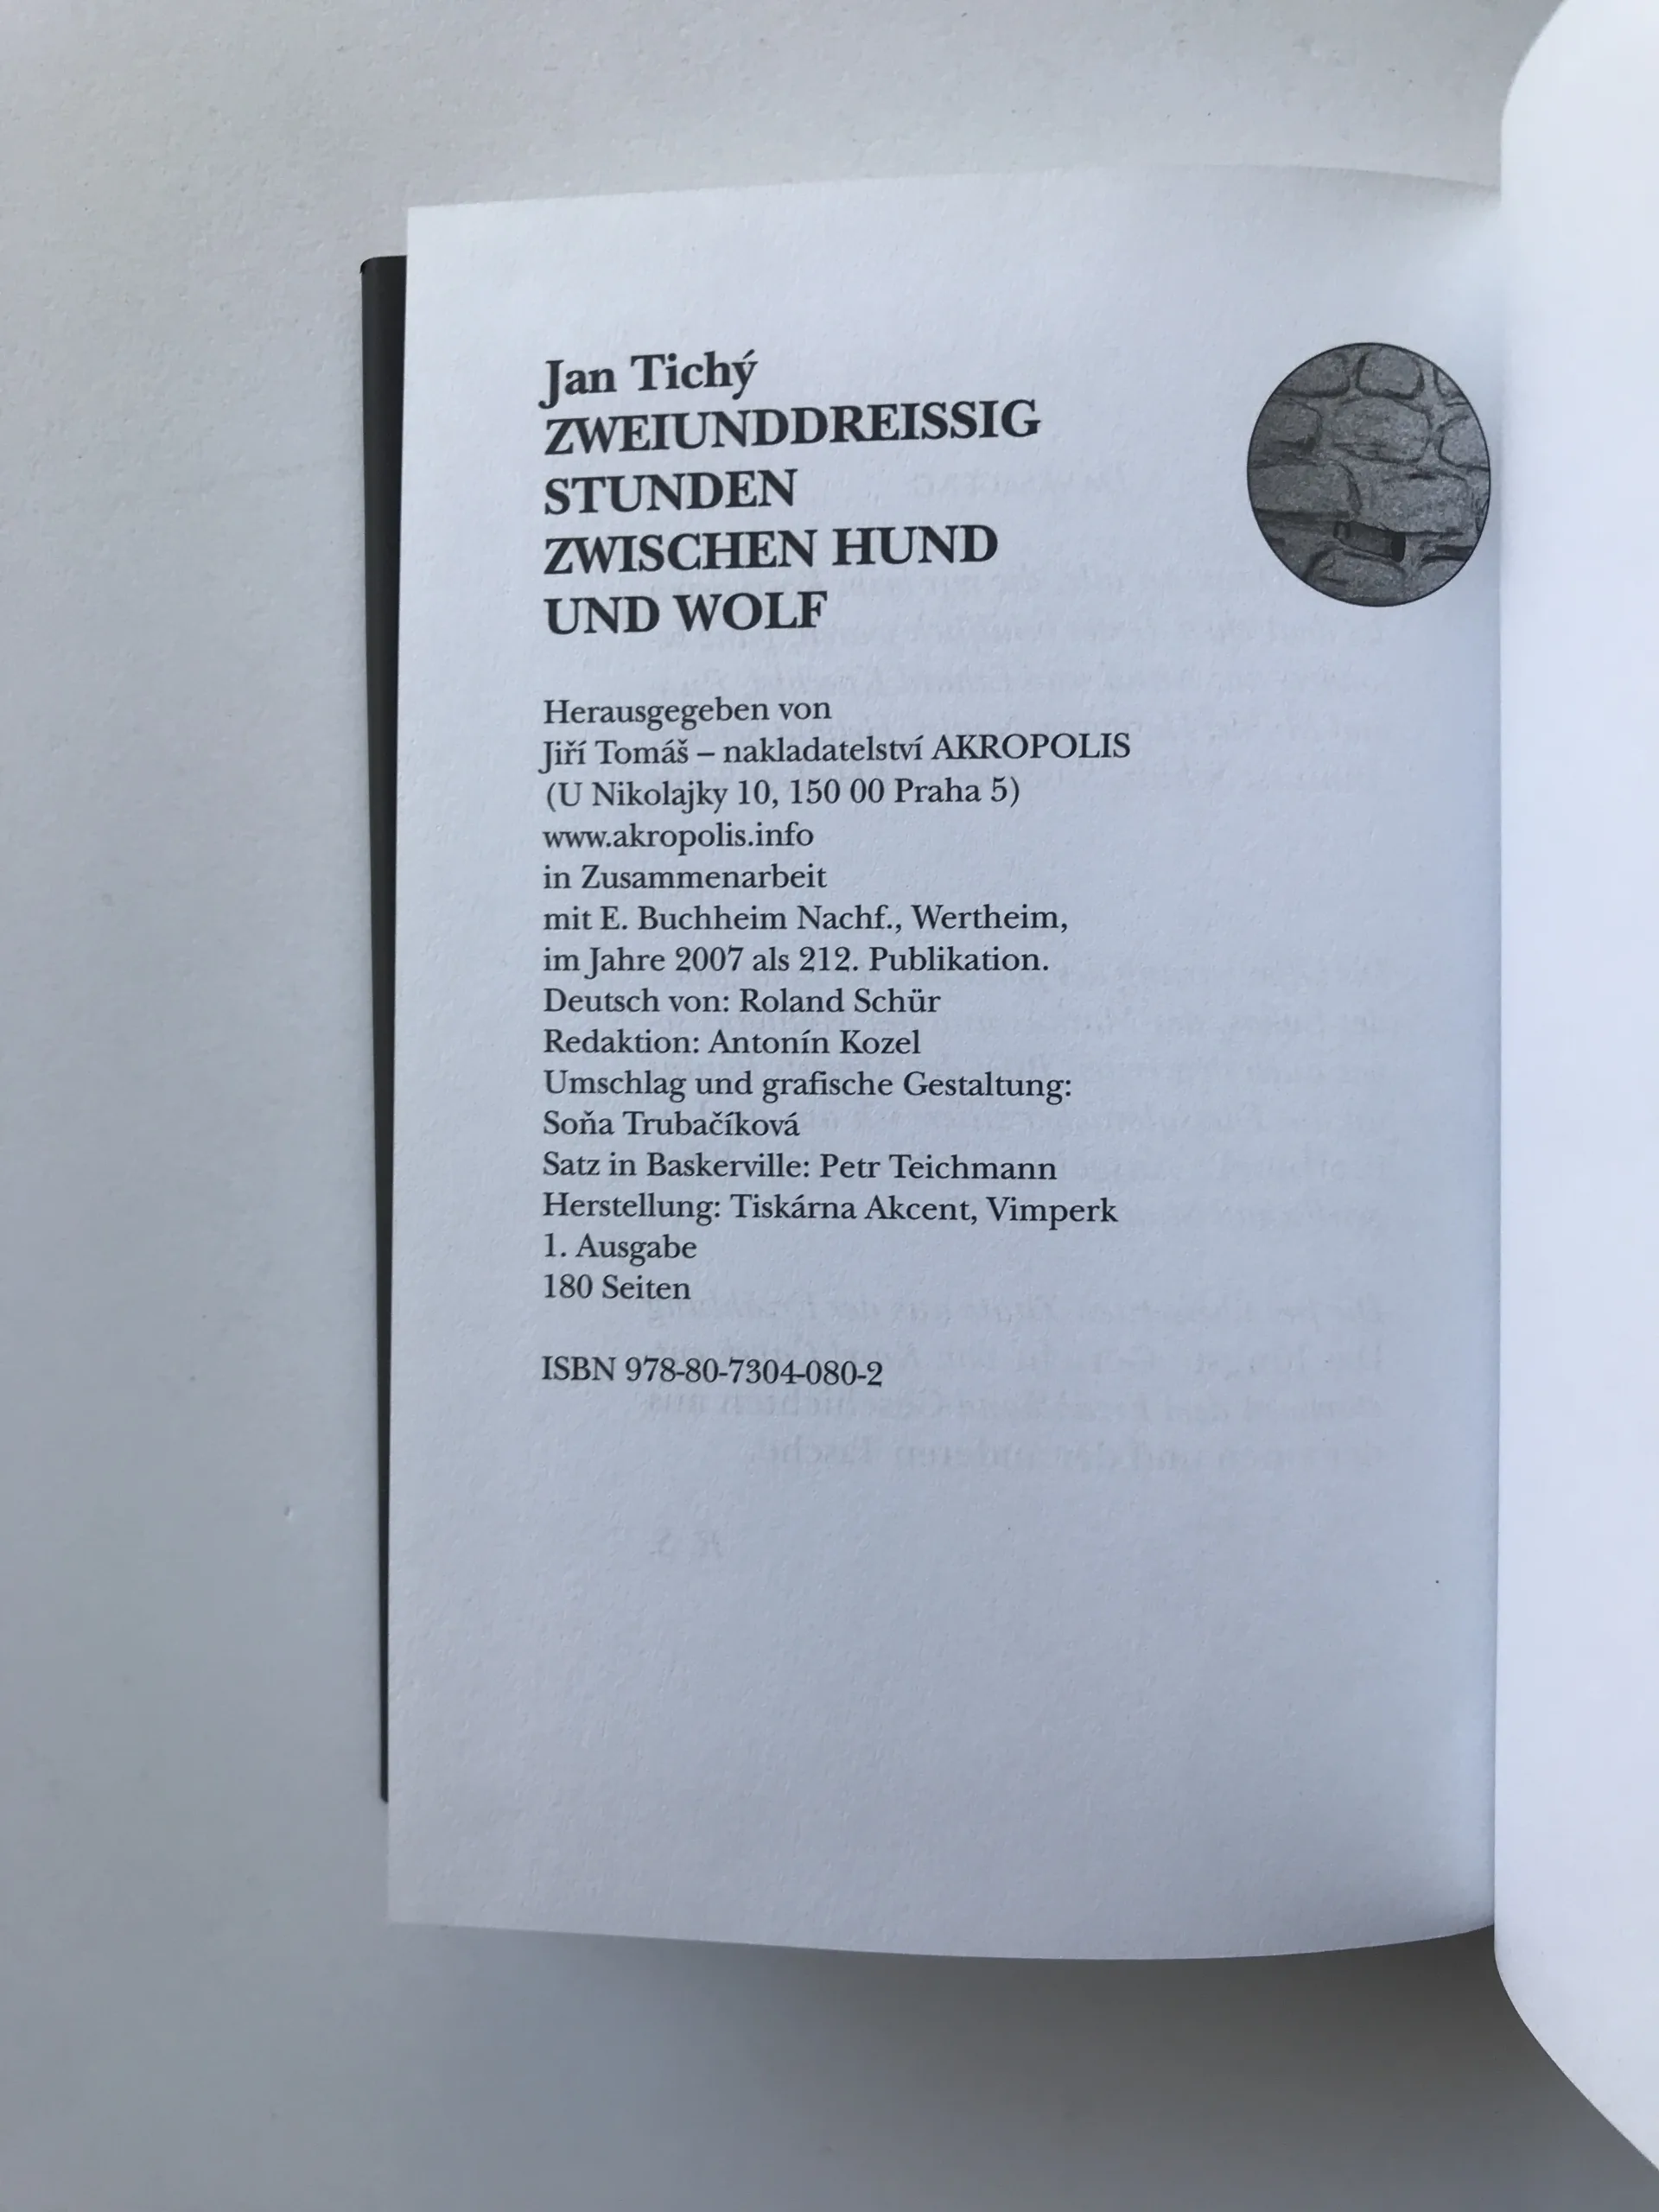 Jan Tichý
ZWEIUNDDREISSIG
STUNDEN
ZWISCHEN HUND
UND WOLF
Herausgegeben von
Jiří Tomáš – nakladatelství AKROPOLIS
(U Nikolajky 10, 150 00 Praha 5)
www.akropolis.info
in Zusammenarbeit
mit E. Buchheim Nachf., Wertheim,
im Jahre 2007 als 212. Publikation.
Deutsch von: Roland Schür
Redaktion: Antonín Kozel
Umschlag und grafische Gestaltung:
Soňa Trubačíková
Satz in Baskerville: Petr Teichmann
Herstellung: Tiskárna Akcent, Vimperk
1. Ausgabe
180 Seiten
ISBN 978-80-7304-080-2